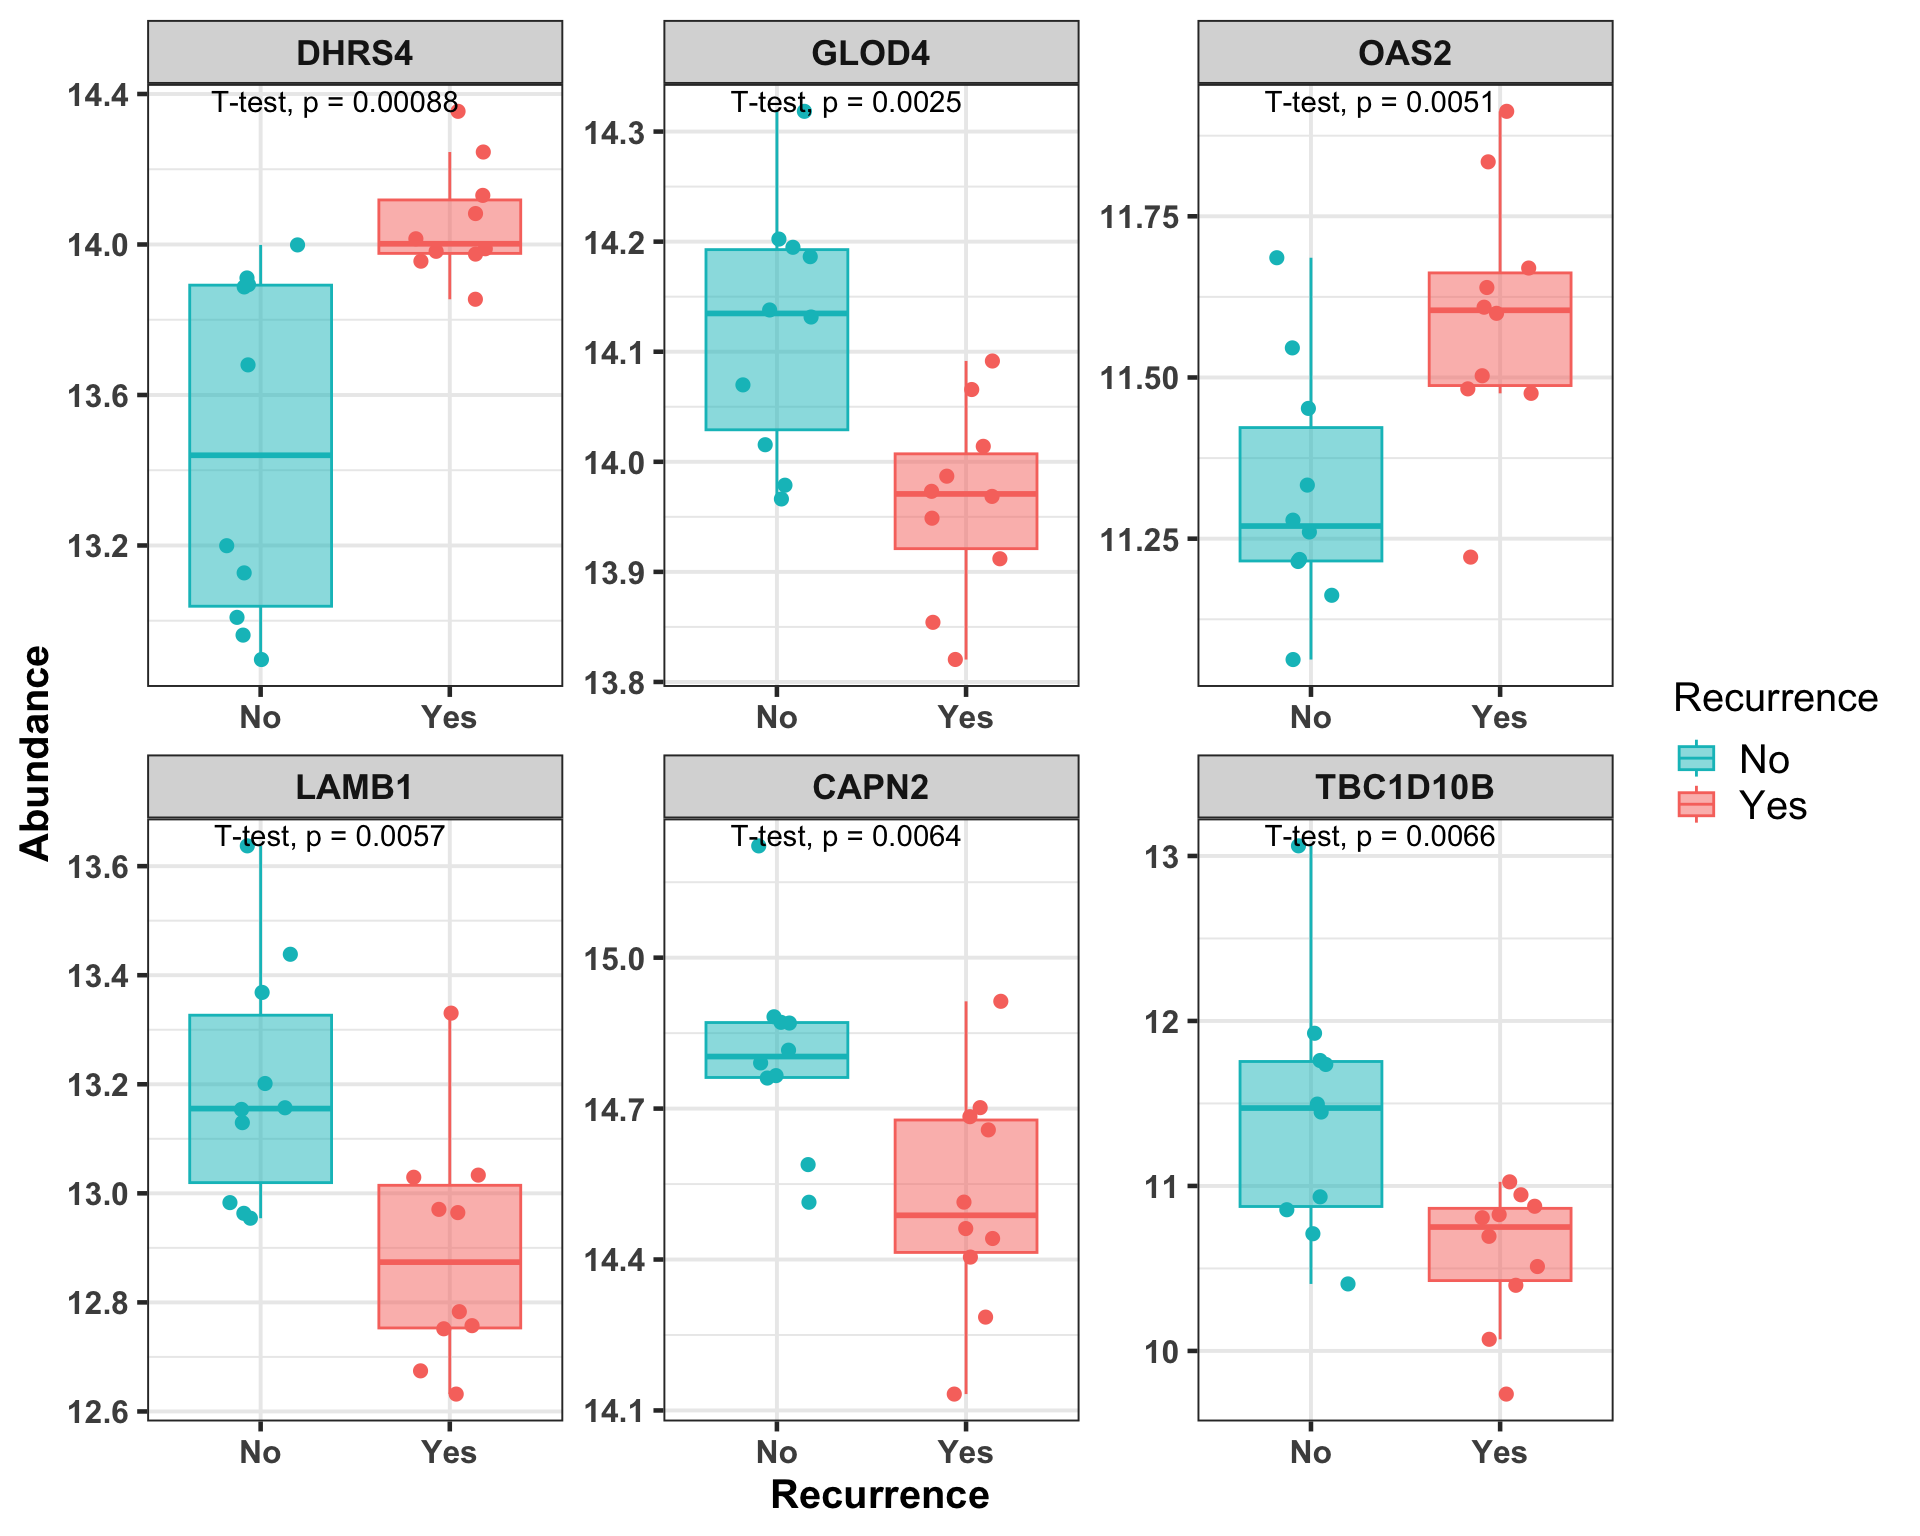 DHRS4
GLOD4
OAS2
T-test, p = 0.00088
T-test, p = 0.0025
T-test, p = 0.0051
14.4
14.0
13.6
13.2
14.3
14.2
14.1
14.0
13.9
13.8
11.75
11.50
11.25
No
Yes
No
Yes
No
Yes
LAMB1
CAPN2
TBC1D10B
T-test, p = 0.0057
T-test, p = 0.0064
T-test, p = 0.0066
13.6
13.4
13.2
13.0
12.8
12.6
15.0
14.7
14.4
14.1
13
12
11
10
No
Yes
No
Yes
No
Yes
Abundance
Recurrence
Recurrence
No
Yes